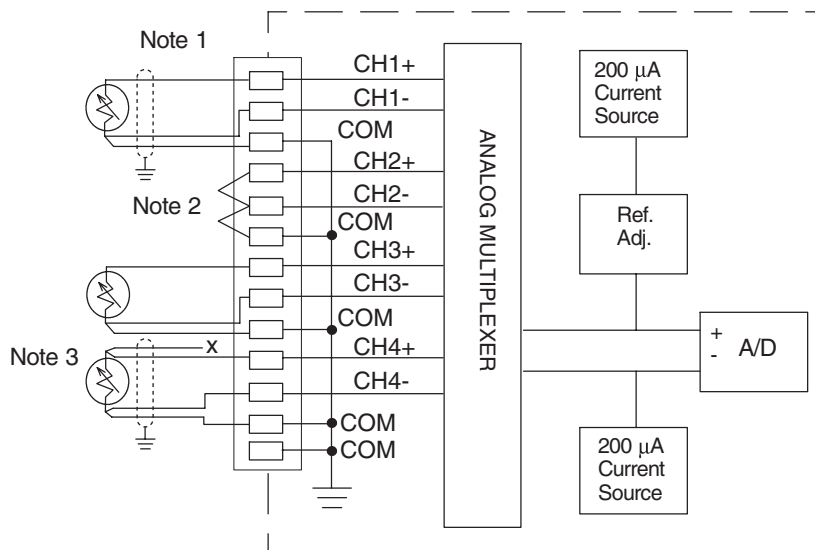 Note 1
CH1+
CH1-
COM
CH2+
Note 2
CH2-
COM
CH3+
CH3-
COM
Note 3
x
CH4+
CH4-
COM
COM
ANALOG MULTIPLEXER
200 µA
Current
Source
Ref.
Adj.
+
-
A/D
200 µA
Current
Source